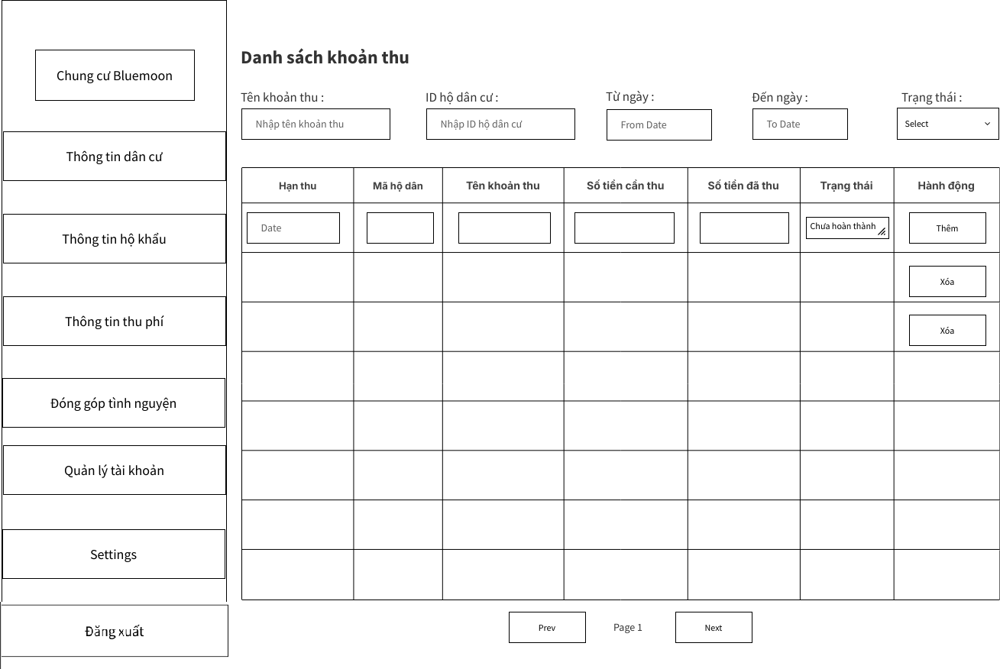 Chung cư Bluemoon
Thông tin dân cư
Thông tin hộ khẩu
Thông tin thu phí
Đóng góp tình nguyện
Quản lý tài khoản
Settings
Đăng xuất
Danh sách khoản thu
Tên khoản thu : ID hộ dân cư : Từ ngày : Đến ngày : Trạng thái :
Nhập tên khoản thu Nhập ID hộ dân cư From Date To Date Select
Hạn thu Mã hộ dân Tên khoản thu Số tiền cần thu Số tiền đã thu Trạng thái Hành động
Date Chưa hoàn thành Thêm
Xóa
Xóa
Prev Page 1 Next